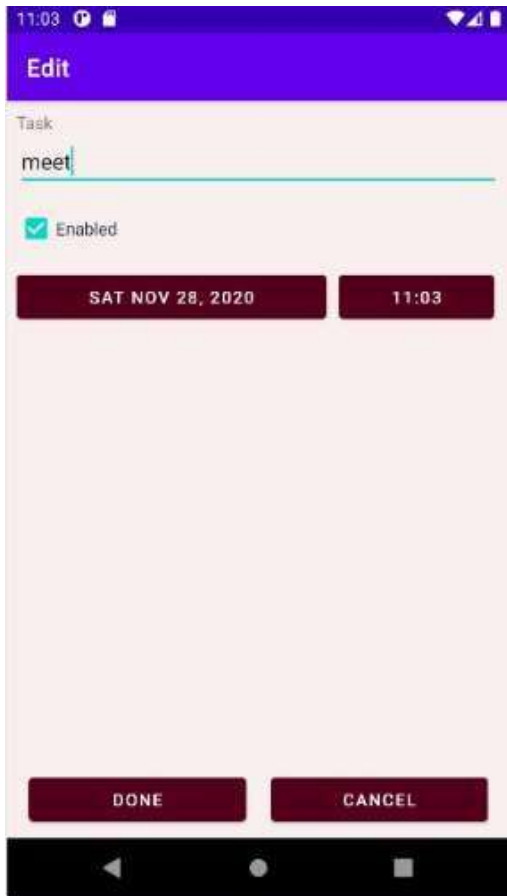 11:03
Edit
Task
meet
Enabled
SAT NOV 28, 2020 11:03
DONE CANCEL